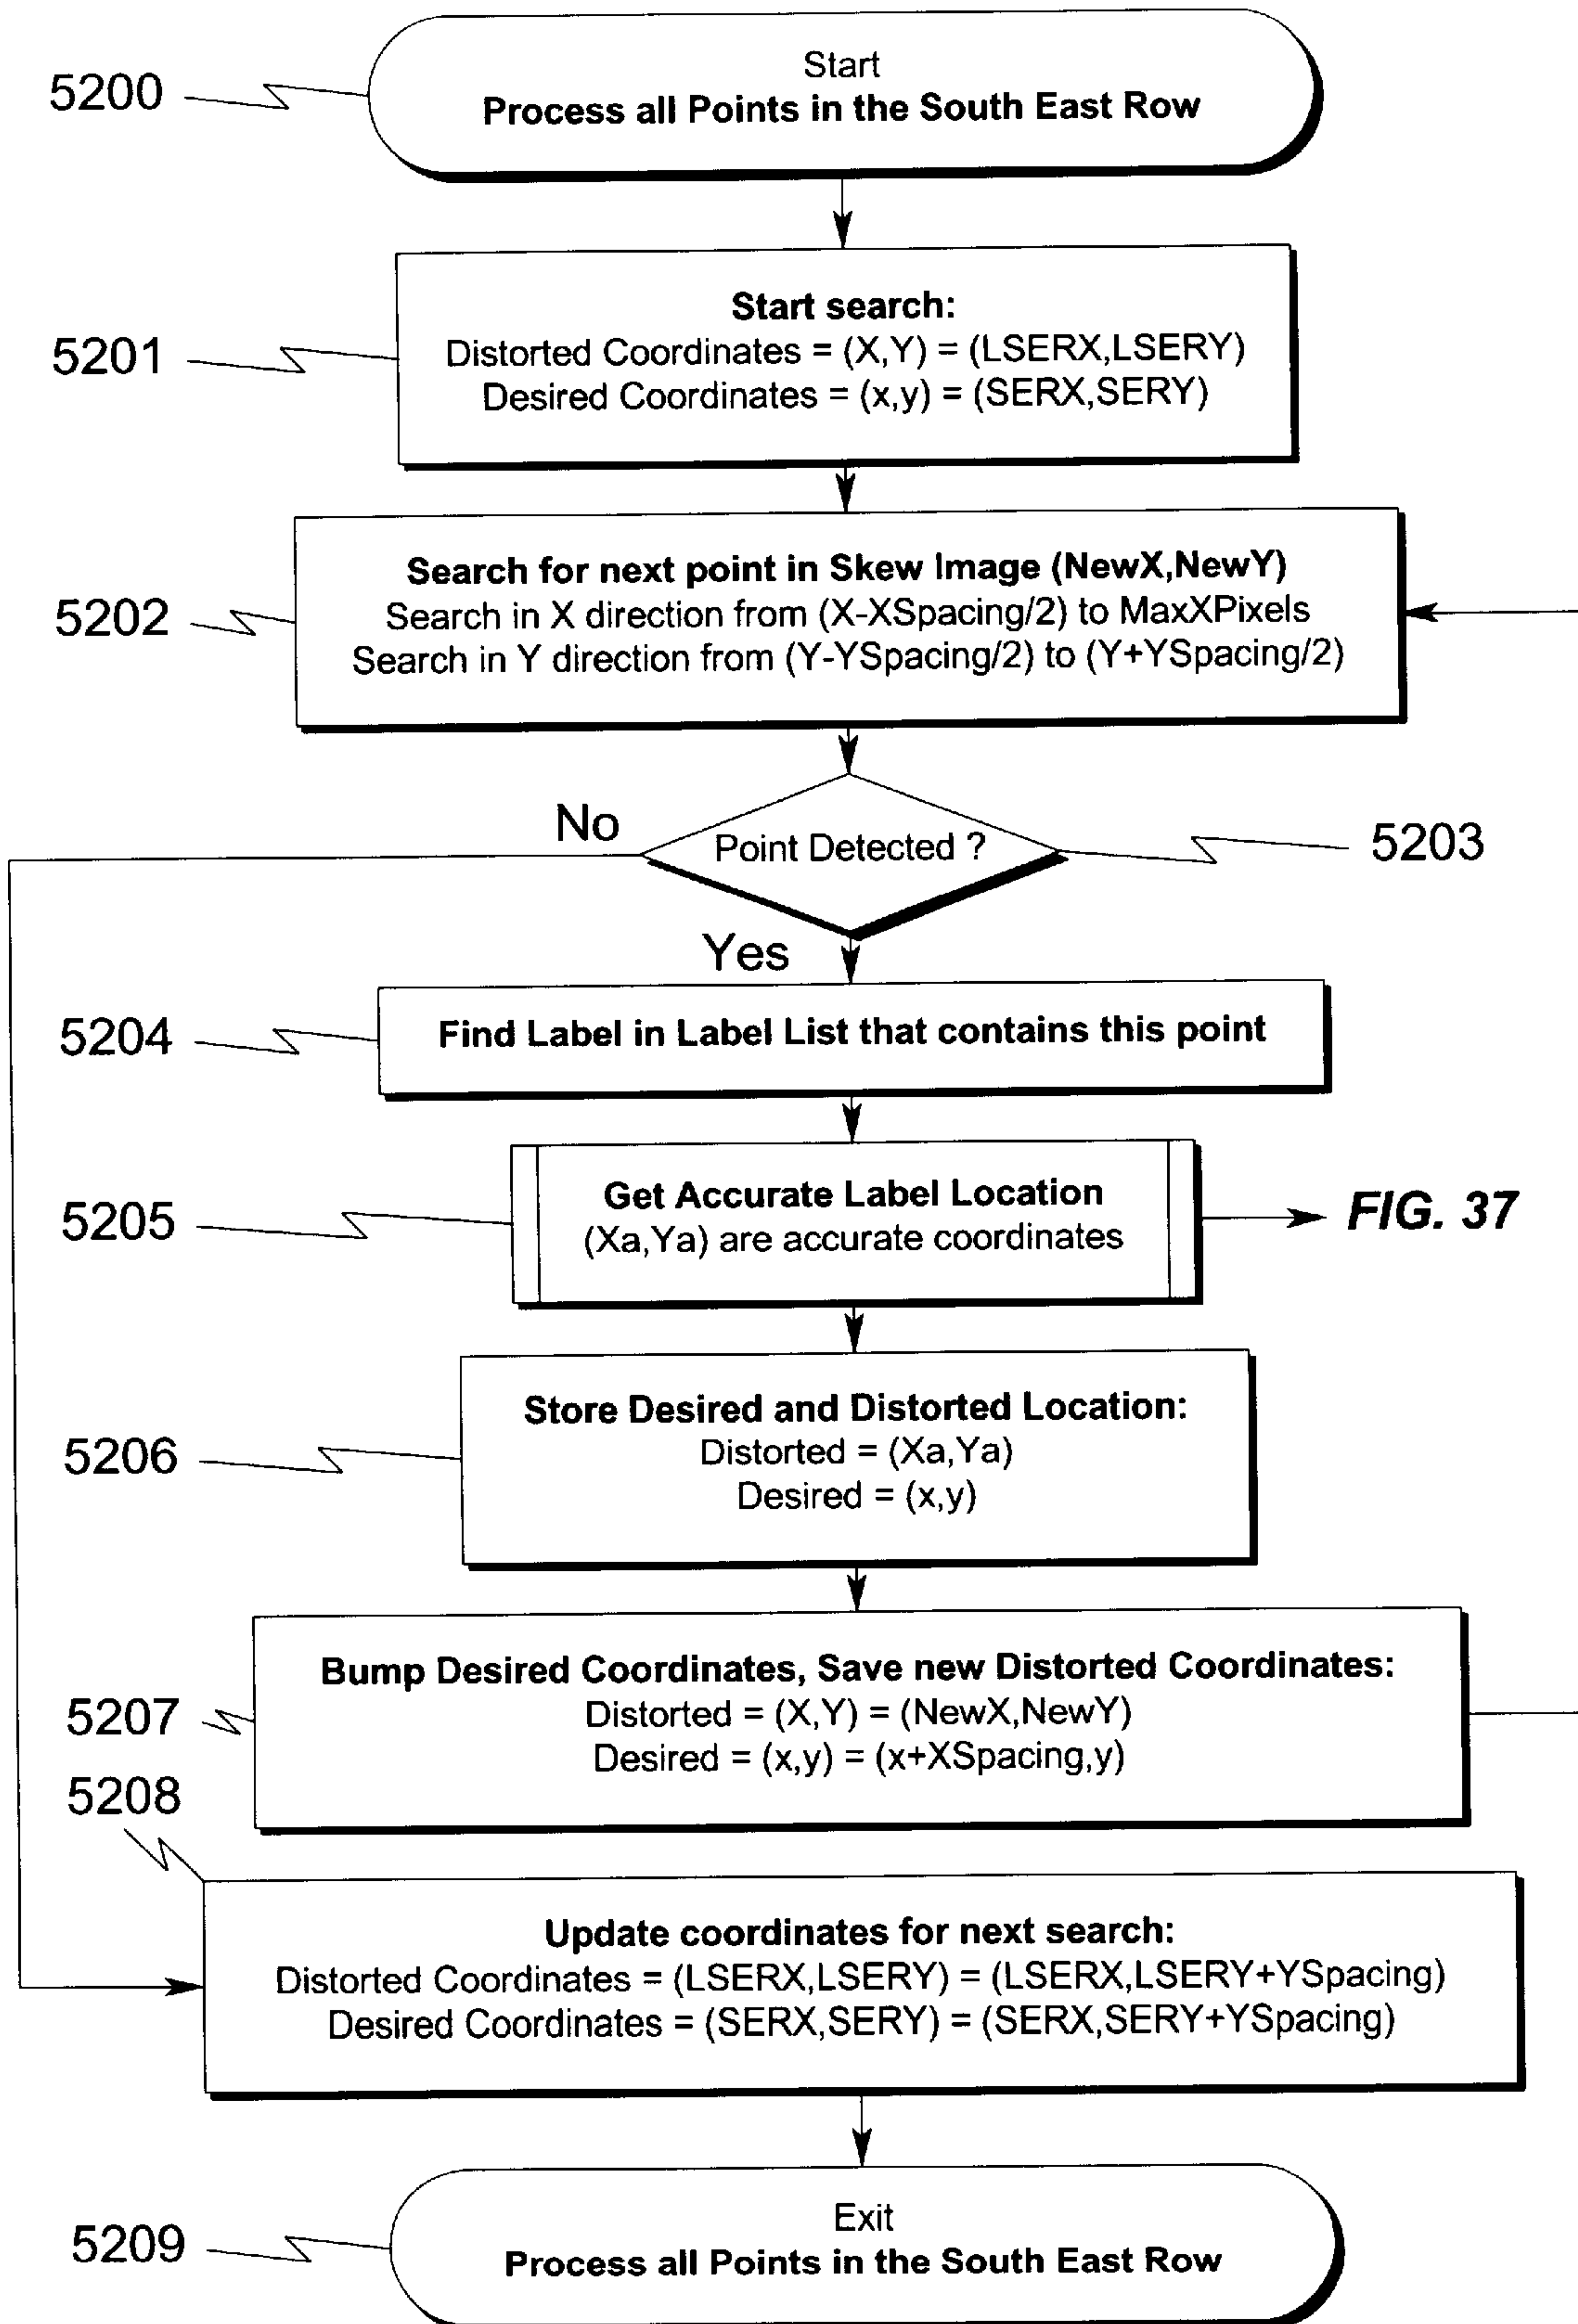 5200
Start
Process all Points in the South East Row
5201
Start search:
Distorted Coordinates = (X,Y) = (LSERX,LSERY)
Desired Coordinates = (x,y) = (SERX,SERY)
5202
Search for next point in Skew Image (NewX,NewY)
Search in X direction from (X-XSpacing/2) to MaxXPixels
Search in Y direction from (Y-YSpacing/2) to (Y+YSpacing/2)
No
Point Detected ?
5203
Yes
5204
Find Label in Label List that contains this point
5205
Get Accurate Label Location
(Xa,Ya) are accurate coordinates
FIG. 37
5206
Store Desired and Distorted Location:
Distorted = (Xa,Ya)
Desired = (x,y)
5207
Bump Desired Coordinates, Save new Distorted Coordinates:
Distorted = (X,Y) = (NewX,NewY)
Desired = (x,y) = (x+XSpacing,y)
5208
Update coordinates for next search:
Distorted Coordinates = (LSERX,LSERY) = (LSERX,LSERY+YSpacing)
Desired Coordinates = (SERX,SERY) = (SERX,SERY+YSpacing)
5209
Exit
Process all Points in the South East Row